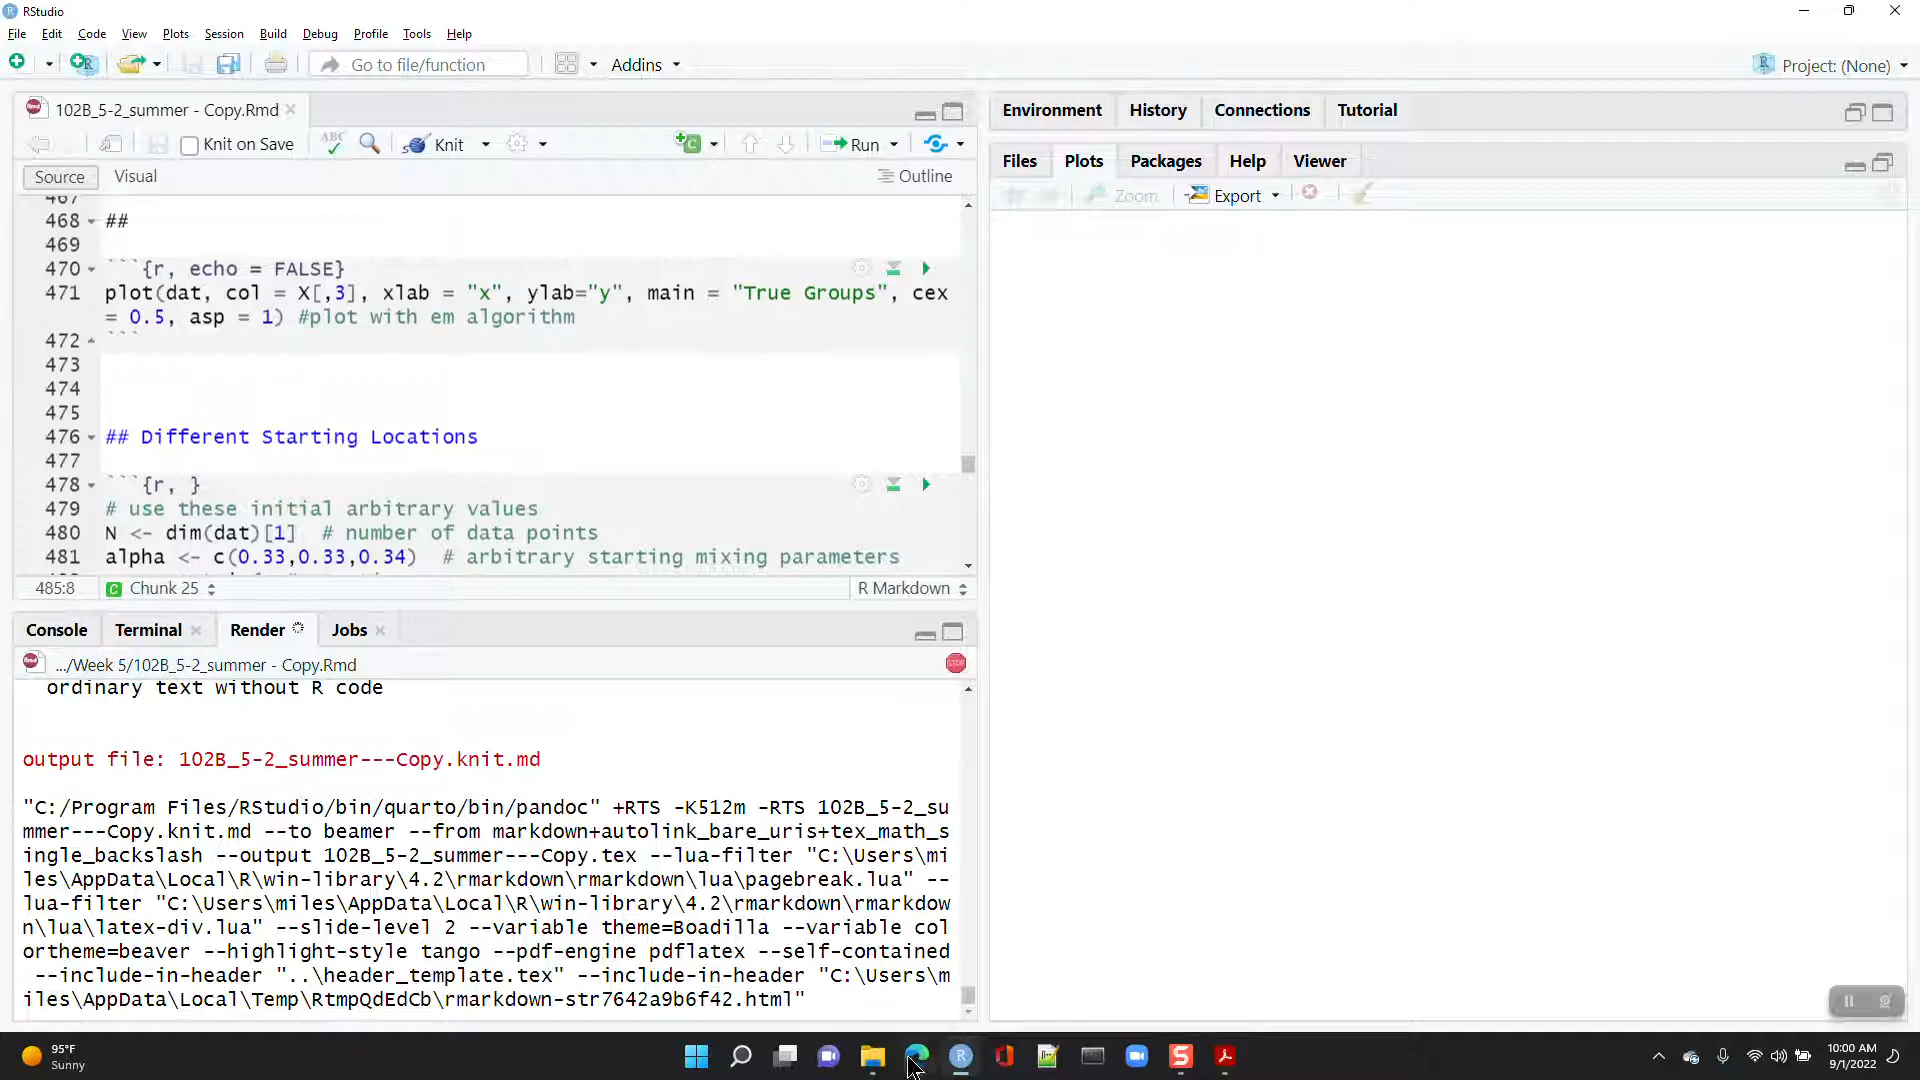 RStudio
File Edit Code View Plots Session Build Debug Profile Tools Help
Go to file/function Addins Project: (None)
102B_5-2_summer - Copy.Rmd
Knit on Save ABC Knit Run
Source Visual Outline
467
468 ##
469
470 ```{r, echo = FALSE}
471 plot(dat, col = X[,3], xlab = "x", ylab="y", main = "True Groups", cex
= 0.5, asp = 1) #plot with em algorithm
472 ```
473
474
475
476 ## Different Starting Locations
477
478 ```{r, }
479 # use these initial arbitrary values
480 N <- dim(dat)[1] # number of data points
481 alpha <- c(0.33,0.33,0.34) # arbitrary starting mixing parameters
485:8 Chunk 25 R Markdown
Console Terminal Render Jobs
.../Week 5/102B_5-2_summer - Copy.Rmd STOP
ordinary text without R code
output file: 102B_5-2_summer---Copy.knit.md
"C:/Program Files/RStudio/bin/quarto/bin/pandoc" +RTS -K512m -RTS 102B_5-2_su
mmer---Copy.knit.md --to beamer --from markdown+autolink_bare_uris+tex_math_s
ingle_backslash --output 102B_5-2_summer---Copy.tex --lua-filter "C:\Users\mi
les\AppData\Local\R\win-library\4.2\rmarkdown\rmarkdown\lua\pagebreak.lua" --
lua-filter "C:\Users\miles\AppData\Local\R\win-library\4.2\rmarkdown\rmarkdow
n\lua\latex-div.lua" --slide-level 2 --variable theme=Boadilla --variable col
ortheme=beaver --highlight-style tango --pdf-engine pdflatex --self-contained
--include-in-header "..\header_template.tex" --include-in-header "C:\Users\m
iles\AppData\Local\Temp\RtmpQdEdCb\rmarkdown-str7642a9b6f42.html"
Environment History Connections Tutorial
Files Plots Packages Help Viewer
Zoom Export
95°F
Sunny
10:00 AM
9/1/2022